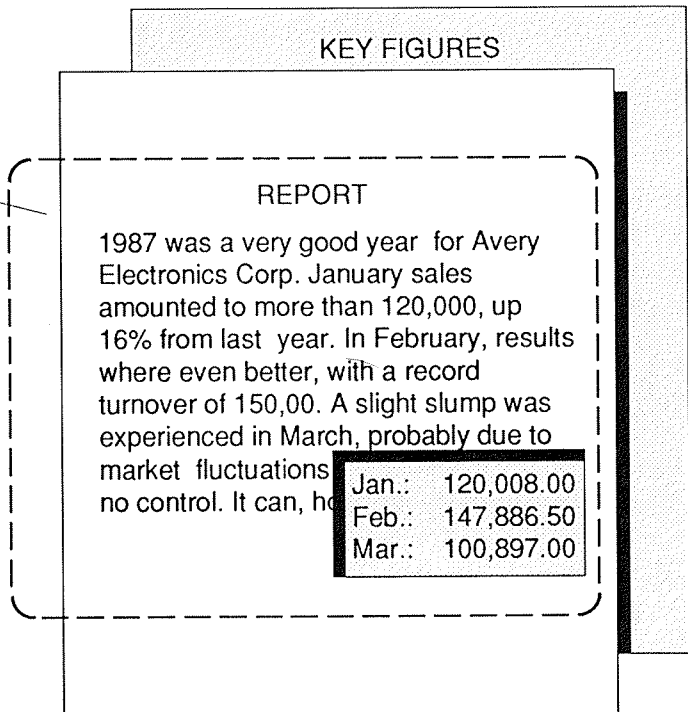 KEY FIGURES
REPORT
1987 was a very good year for Avery
Electronics Corp. January sales
amounted to more than 120,000, up
16% from last year. In February, results
where even better, with a record
turnover of 150,00. A slight slump was
experienced in March, probably due to
market fluctuations
no control. It can,
Jan.: 120,008.00
Feb.: 147,886.50
Mar.: 100,897.00